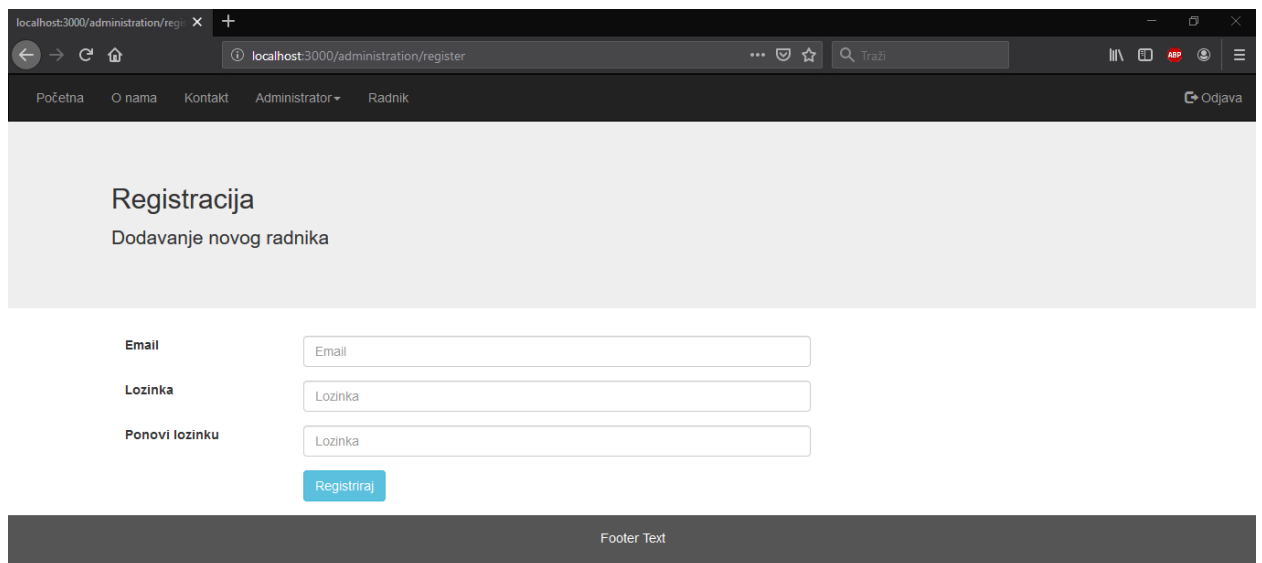 localhost:3000/administration/regi
localhost:3000/administration/register
Traži
ABP
Početna O nama Kontakt Administrator Radnik Odjava
Registracija
Dodavanje novog radnika
Email Email
Lozinka Lozinka
Ponovi lozinku Lozinka
Registriraj
Footer Text